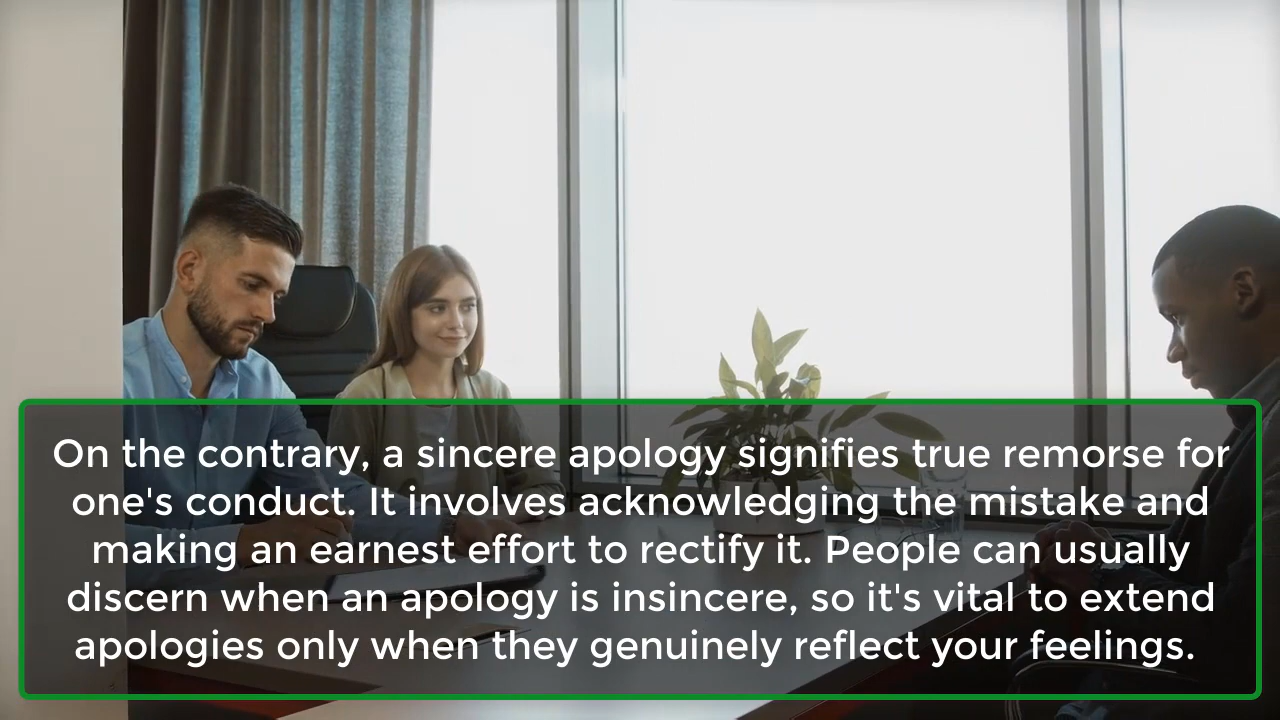 On the contrary, a sincere apology signifies true remorse for
one's conduct. It involves acknowledging the mistake and
making an earnest effort to rectify it. People can usually
discern when an apology is insincere, so it's vital to extend
apologies only when they genuinely reflect your feelings.